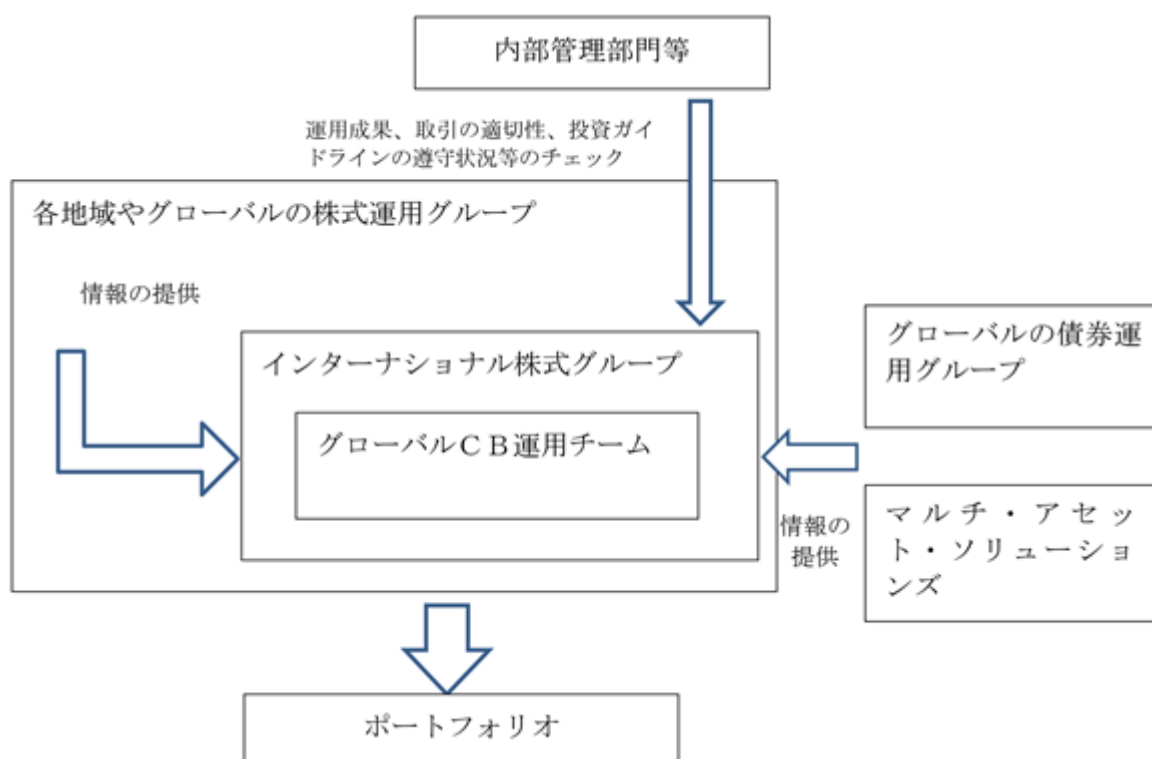 内部管理部門等
運用成果、取引の適切性、投資ガイ
ドラインの遵守状況等のチェック
各地域やグローバルの株式運用グループ
情報の提供
インターナショナル株式グループ
グローバルＣＢ運用チーム
グローバルの債券運
用グループ
情報の
提供
マルチ・アセッ
ト・ソリューショ
ンズ
ポートフォリオ